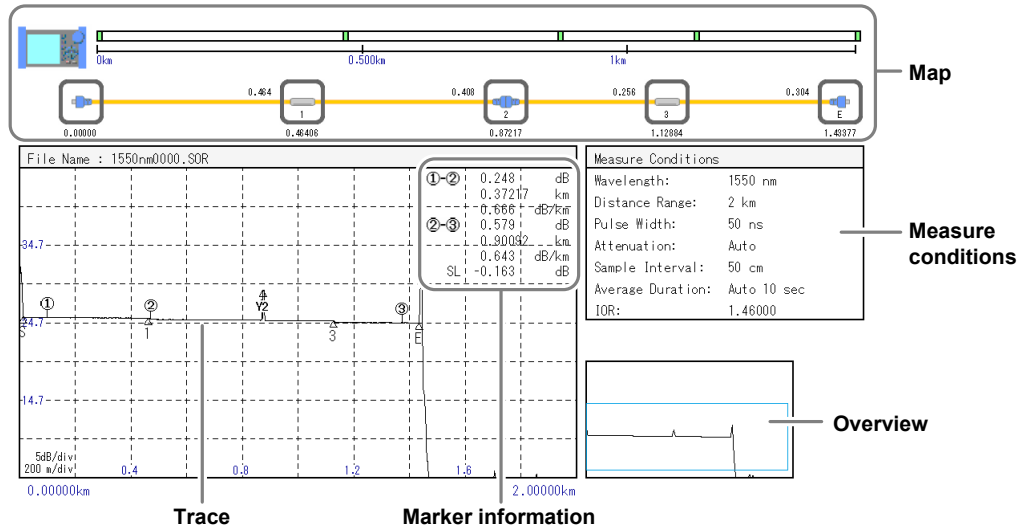 0km 0.500km 1km
Map
0.464 0.408 0.256 0.304
1 2 3 E
0.00000 0.46406 0.87217 1.12884 1.43377
File Name : 1550nm0000.SOR
①-② 0.248 dB
0.37217 km
0.666 dB/km
②-③ 0.579 dB
0.90092 km
0.643 dB/km
SL -0.163 dB
34.7
① ② 4 Y2 ③
24.7
S 1 3 E
14.7
5dB/div
200 m/div 0.4 0.8 1.2 1.6
0.00000km 2.00000km
Measure Conditions
Wavelength: 1550 nm
Distance Range: 2 km
Pulse Width: 50 ns
Attenuation: Auto
Sample Interval: 50 cm
Average Duration: Auto 10 sec
IOR: 1.46000
Measure
conditions
Overview
Trace
Marker information